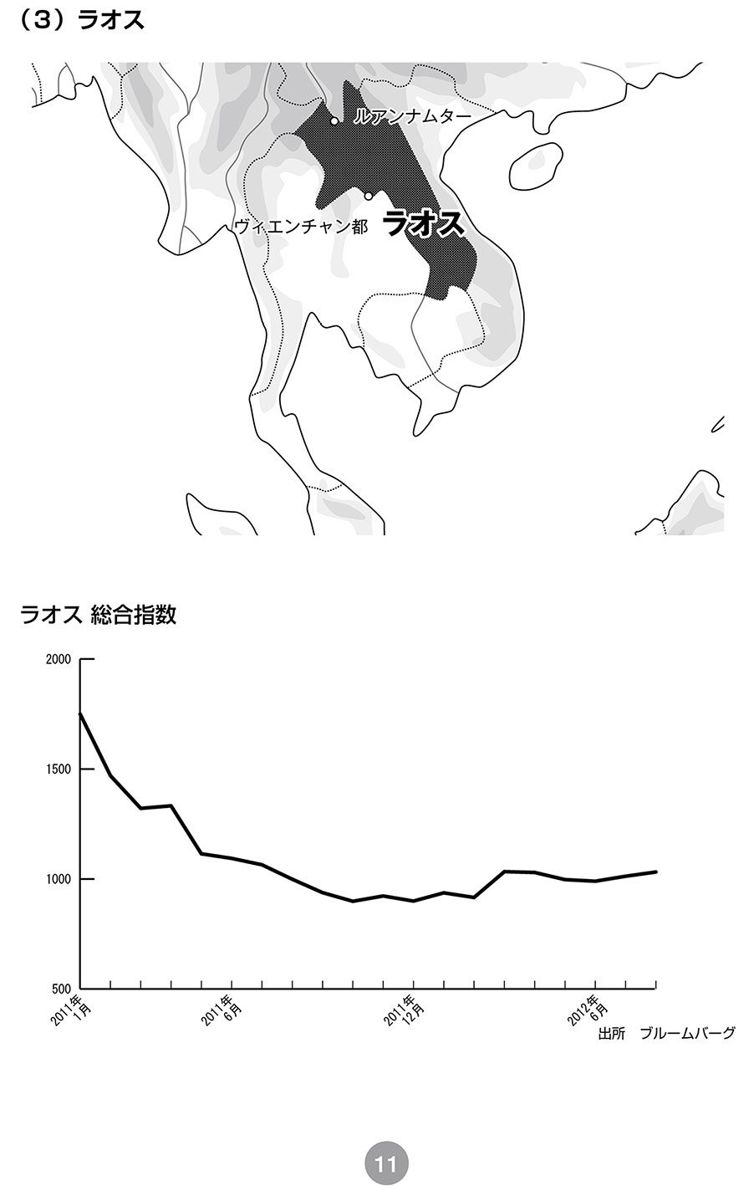 （3）ラオス
ルアンナムター
ヴィエンチャン都
ラオス
ラオス 総合指数
2000
1500
1000
500
2011年
1月
2011年
6月
2011年
12月
2012年
6月
出所　ブルームバーグ
11